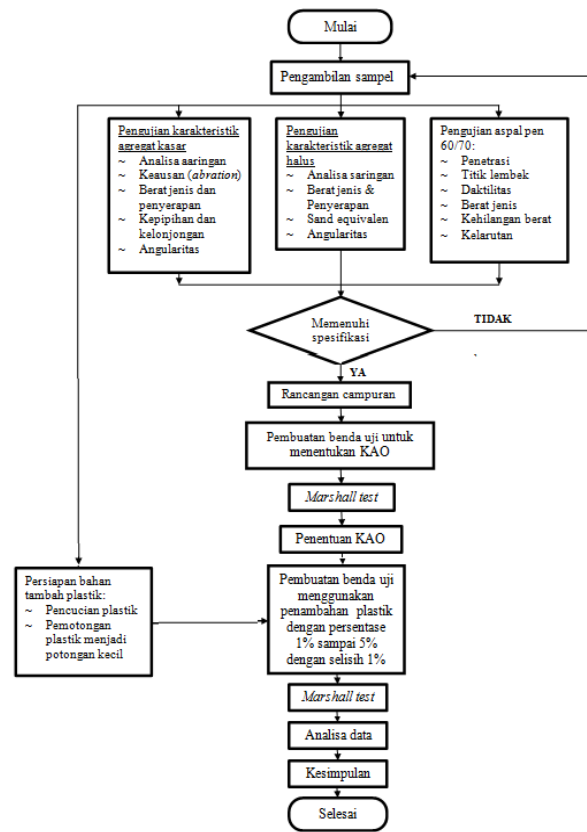 Mulai
Pengambilan sampel
Pengujian karakteristik
agregat kasar
~ Analisa aaringan
~ Keausan (abration)
~ Berat jenis dan
penyerapan
~ Kepipihan dan
kelonjongan
~ Angularitas
Pengujian
karakteristik agregat
halus
~ Analisa saringan
~ Berat jenis &
Penyerapan
~ Sand equivalen
~ Angularitas
Pengujian aspal pen
60/70:
~ Penetrasi
~ Titik lembek
~ Daktilitas
~ Berat jenis
~ Kehilangan berat
~ Kelarutan
Memenuhi
spesifikasi
TIDAK
YA
Rancangan campuran
Pembuatan benda uji untuk
menentukan KAO
Marshall test
Penentuan KAO
Persiapan bahan
tambah plastik:
~ Pencucian plastik
~ Pemotongan
plastik menjadi
potongan kecil
Pembuatan benda uji
menggunakan
penambahan plastik
dengan persentase
1% sampai 5%
dengan selisih 1%
Marshall test
Analisa data
Kesimpulan
Selesai